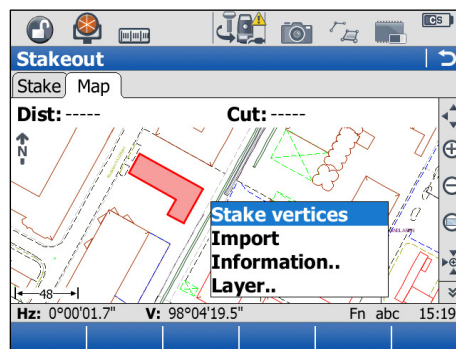 CS
Stakeout
Stake Map
Dist: ----- Cut: -----
N
Stake vertices
Import
Information..
Layer..
48
Hz: 0°00'01.7" V: 98°04'19.5" Fn abc 15:19